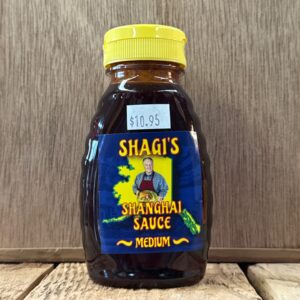 $10.95
SHAGI'S
SHANGHAI
SAUCE
~ MEDIUM ~